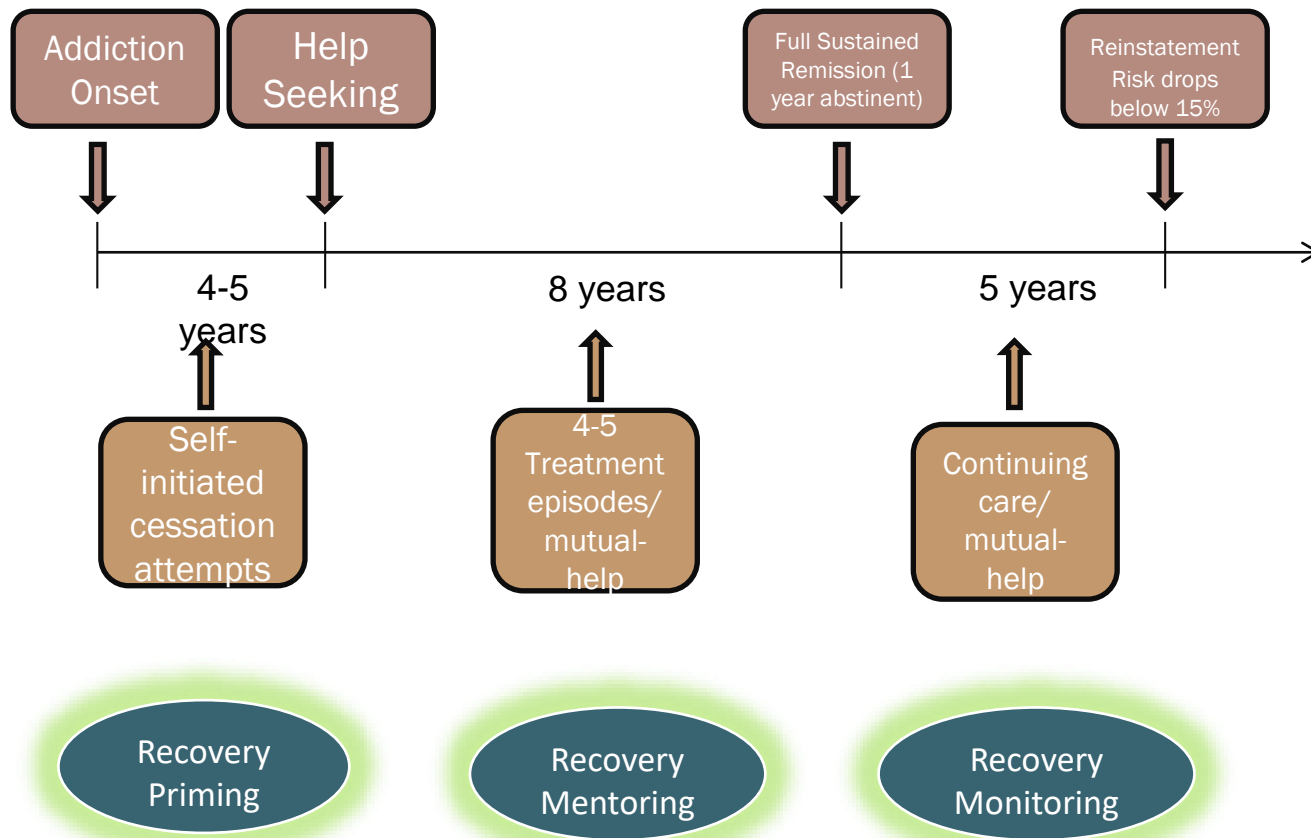 Addiction
Onset
Help
Seeking
Full Sustained
Remission (1
year abstinent)
Reinstatement
Risk drops
below 15%
4-5
years
8 years
5 years
Self-
initiated
cessation
attempts
4-5
Treatment
episodes/
mutual-
help
Continuing
care/
mutual-
help
Recovery
Priming
Recovery
Mentoring
Recovery
Monitoring